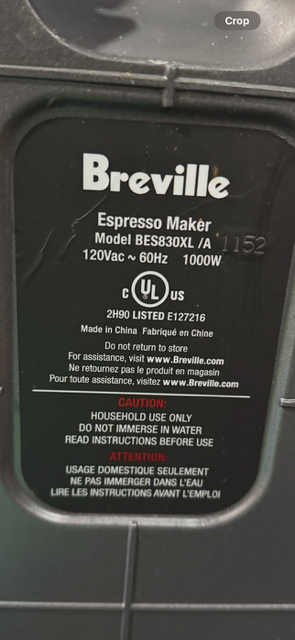 Crop
Breville
Espresso Maker
Model BES830XL /A 1152
120Vac ~ 60Hz 1000W
C UL US
2H90 LISTED E127216
Made in China Fabriqué en Chine
Do not return to store
For assistance, visit www.Breville.com
Ne retournez pas le produit en magasin
Pour toute assistance, visitez www.Breville.com
CAUTION:
HOUSEHOLD USE ONLY
DO NOT IMMERSE IN WATER
READ INSTRUCTIONS BEFORE USE
ATTENTION:
USAGE DOMESTIQUE SEULEMENT
NE PAS IMMERGER DANS L'EAU
LIRE LES INSTRUCTIONS AVANT L'EMPLOI